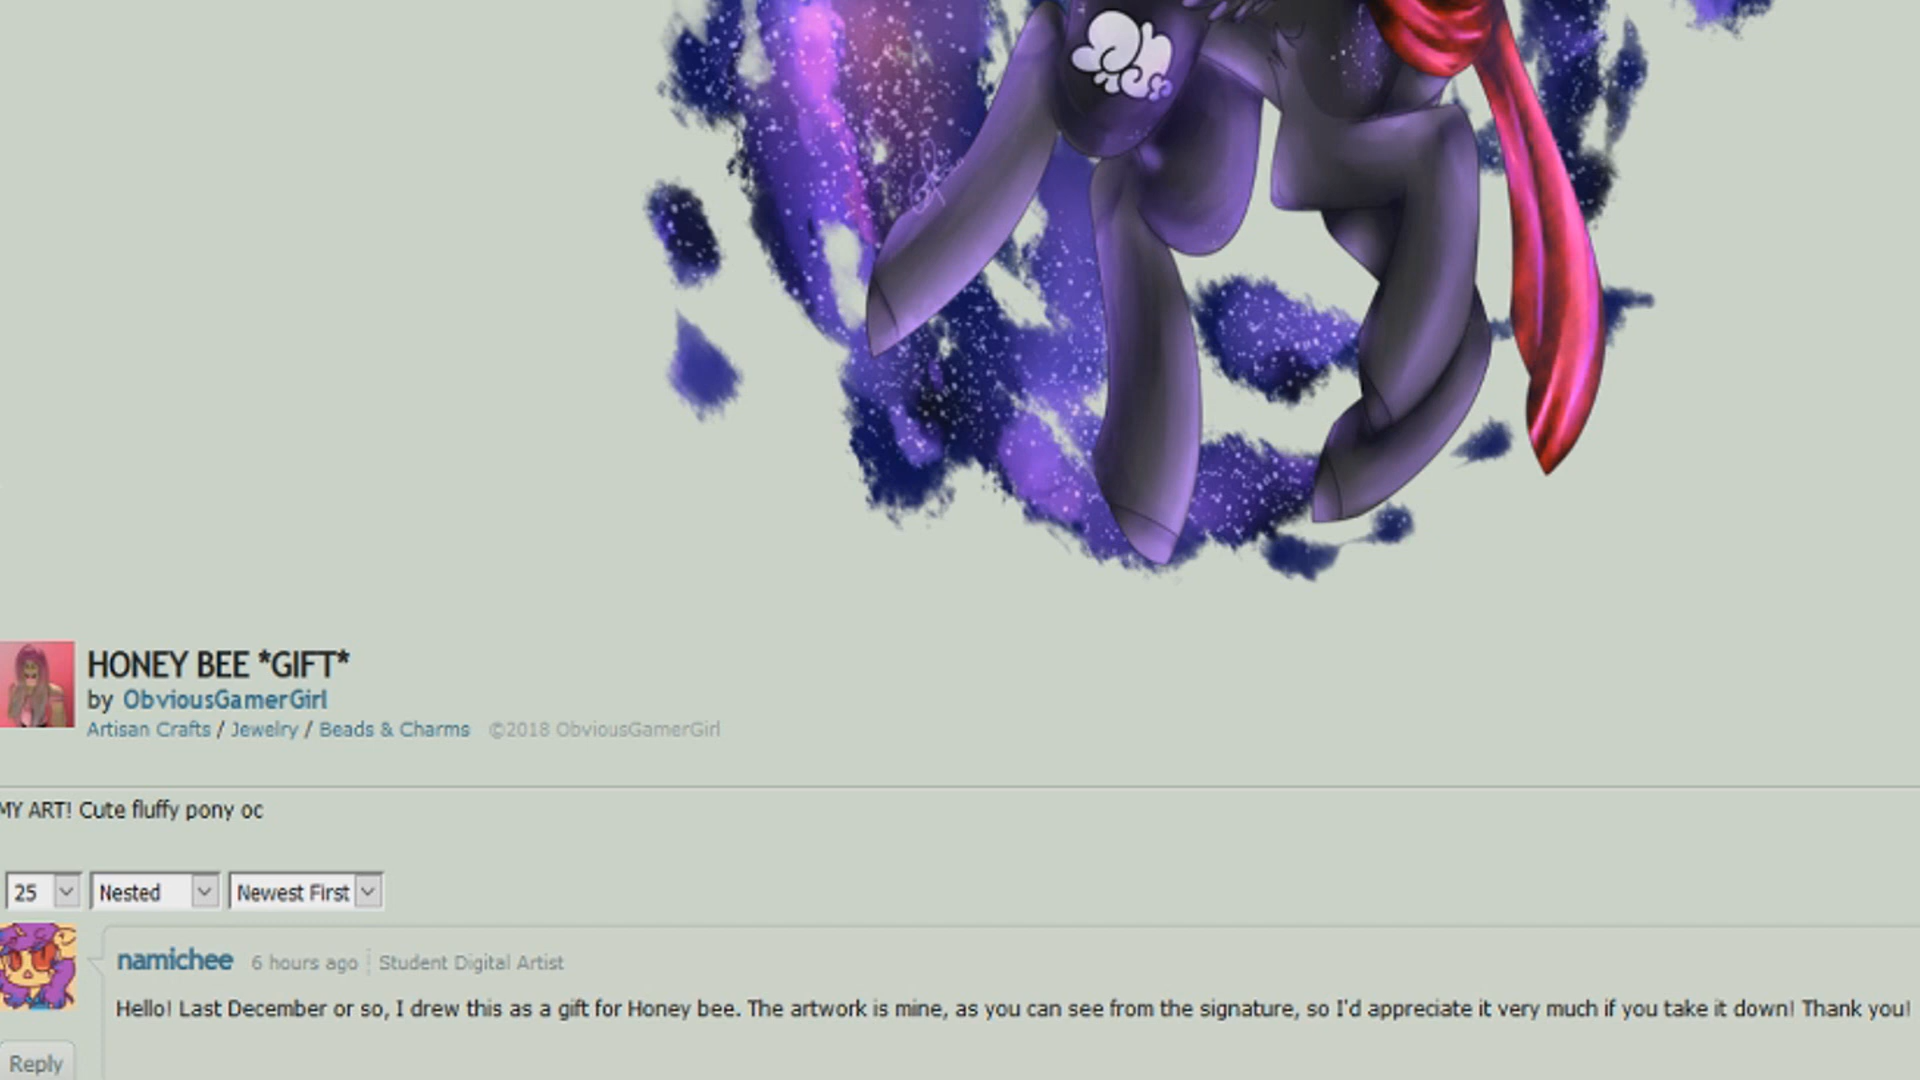 HONEY BEE *GIFT*
by ObviousGamerGirl
Artisan Crafts / Jewelry / Beads & Charms ©2018 ObviousGamerGirl
MY ART! Cute fluffy pony oc
25 Nested Newest First
namichee 6 hours ago Student Digital Artist
Hello! Last December or so, I drew this as a gift for Honey bee. The artwork is mine, as you can see from the signature, so I'd appreciate it very much if you take it down! Thank you!
Reply